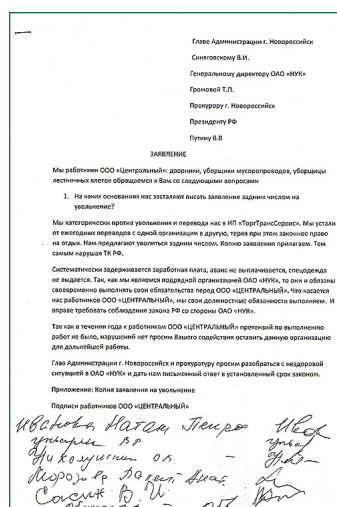 Главе Администрации г. Новороссийск
Синяговскому В.И.
Генеральному директору ОАО «НУК»
Громовой Т.П.
Прокурору г. Новороссийск
Президенту РФ
Путину В.В
ЗАЯВЛЕНИЕ
Мы работники ООО «Центральный»: дворники, уборщики мусоропроводов, уборщицы
лестничных клеток обращаемся к Вам со следующими вопросами
1. На каких основаниях нас заставляют писать заявление задним числом на
увольнение?
Мы категорически против увольнения и перевода нас в ИП «ТоргТрансСервис». Мы устали
от ежегодных переводов с одной организации в другую, теряя при этом законное право
на отдых. Нам предлагают уволиться задним числом. Копию заявления прилагаем. Тем
самым нарушая ТК РФ.
Систематически задерживается заработная плата, аванс не выплачивается, спецодежда
не выдается. Так, как мы является подрядной организацией ОАО «НУК», то они и обязаны
своевременно выполнять свои обязательства перед ООО «ЦЕНТРАЛЬНЫЙ». Что касается
нас работников ООО «ЦЕНТРАЛЬНЫЙ», мы свои должностные обязанности выполняем. И
вправе требовать соблюдения закона РФ со стороны ОАО «НУК».
Так как в течении года к работникам ООО «ЦЕНТРАЛЬНЫЙ» претензий по выполнению
работ не было, нарушений нет просим Вашего содействия оставить данную организацию
для дальнейшей работы.
Глав Администрации г. Новороссийск и прокуратуру просим разобраться с нездоровой
ситуацией в ОАО «НУК» и дать нам письменный ответ в установленный срок законом.
Приложение: Копия заявления на увольнение
Подписи работников ООО «ЦЕНТРАЛЬНЫЙ»